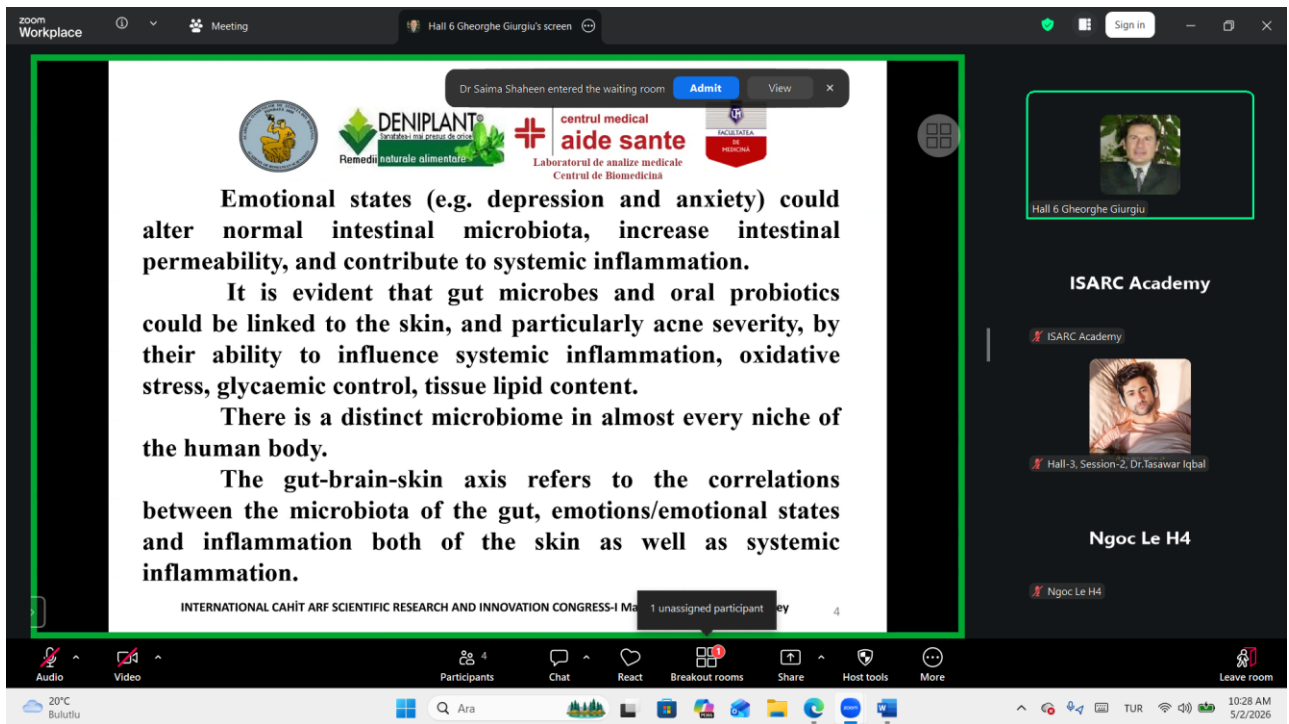 zoom
Workplace
Meeting
Hall 6 Gheorghe Giurgiu's screen
Sign in
Dr Saima Shaheen entered the waiting room
Admit
View
DENIPLANT®
Sanatatea-i mai presus de orice
Remedii naturale alimentare
centrul medical
aide sante
Laboratorul de analize medicale
Centrul de Biomedicină
FACULTATEA
DE
MEDICINĂ
Emotional states (e.g. depression and anxiety) could
alter normal intestinal microbiota, increase intestinal
permeability, and contribute to systemic inflammation.
It is evident that gut microbes and oral probiotics
could be linked to the skin, and particularly acne severity, by
their ability to influence systemic inflammation, oxidative
stress, glycaemic control, tissue lipid content.
There is a distinct microbiome in almost every niche of
the human body.
The gut-brain-skin axis refers to the correlations
between the microbiota of the gut, emotions/emotional states
and inflammation both of the skin as well as systemic
inflammation.
INTERNATIONAL CAHİT ARF SCIENTIFIC RESEARCH AND INNOVATION CONGRESS-I Ma
ey
4
1 unassigned participant
Hall 6 Gheorghe Giurgiu
ISARC Academy
ISARC Academy
Hall-3, Session-2, Dr.Tasawar Iqbal
Ngoc Le H4
Ngoc Le H4
Audio
Video
4
Participants
Chat
React
1
Breakout rooms
Share
Host tools
More
Leave room
20°C
Bulutlu
Ara
TUR
10:28 AM
5/2/2026